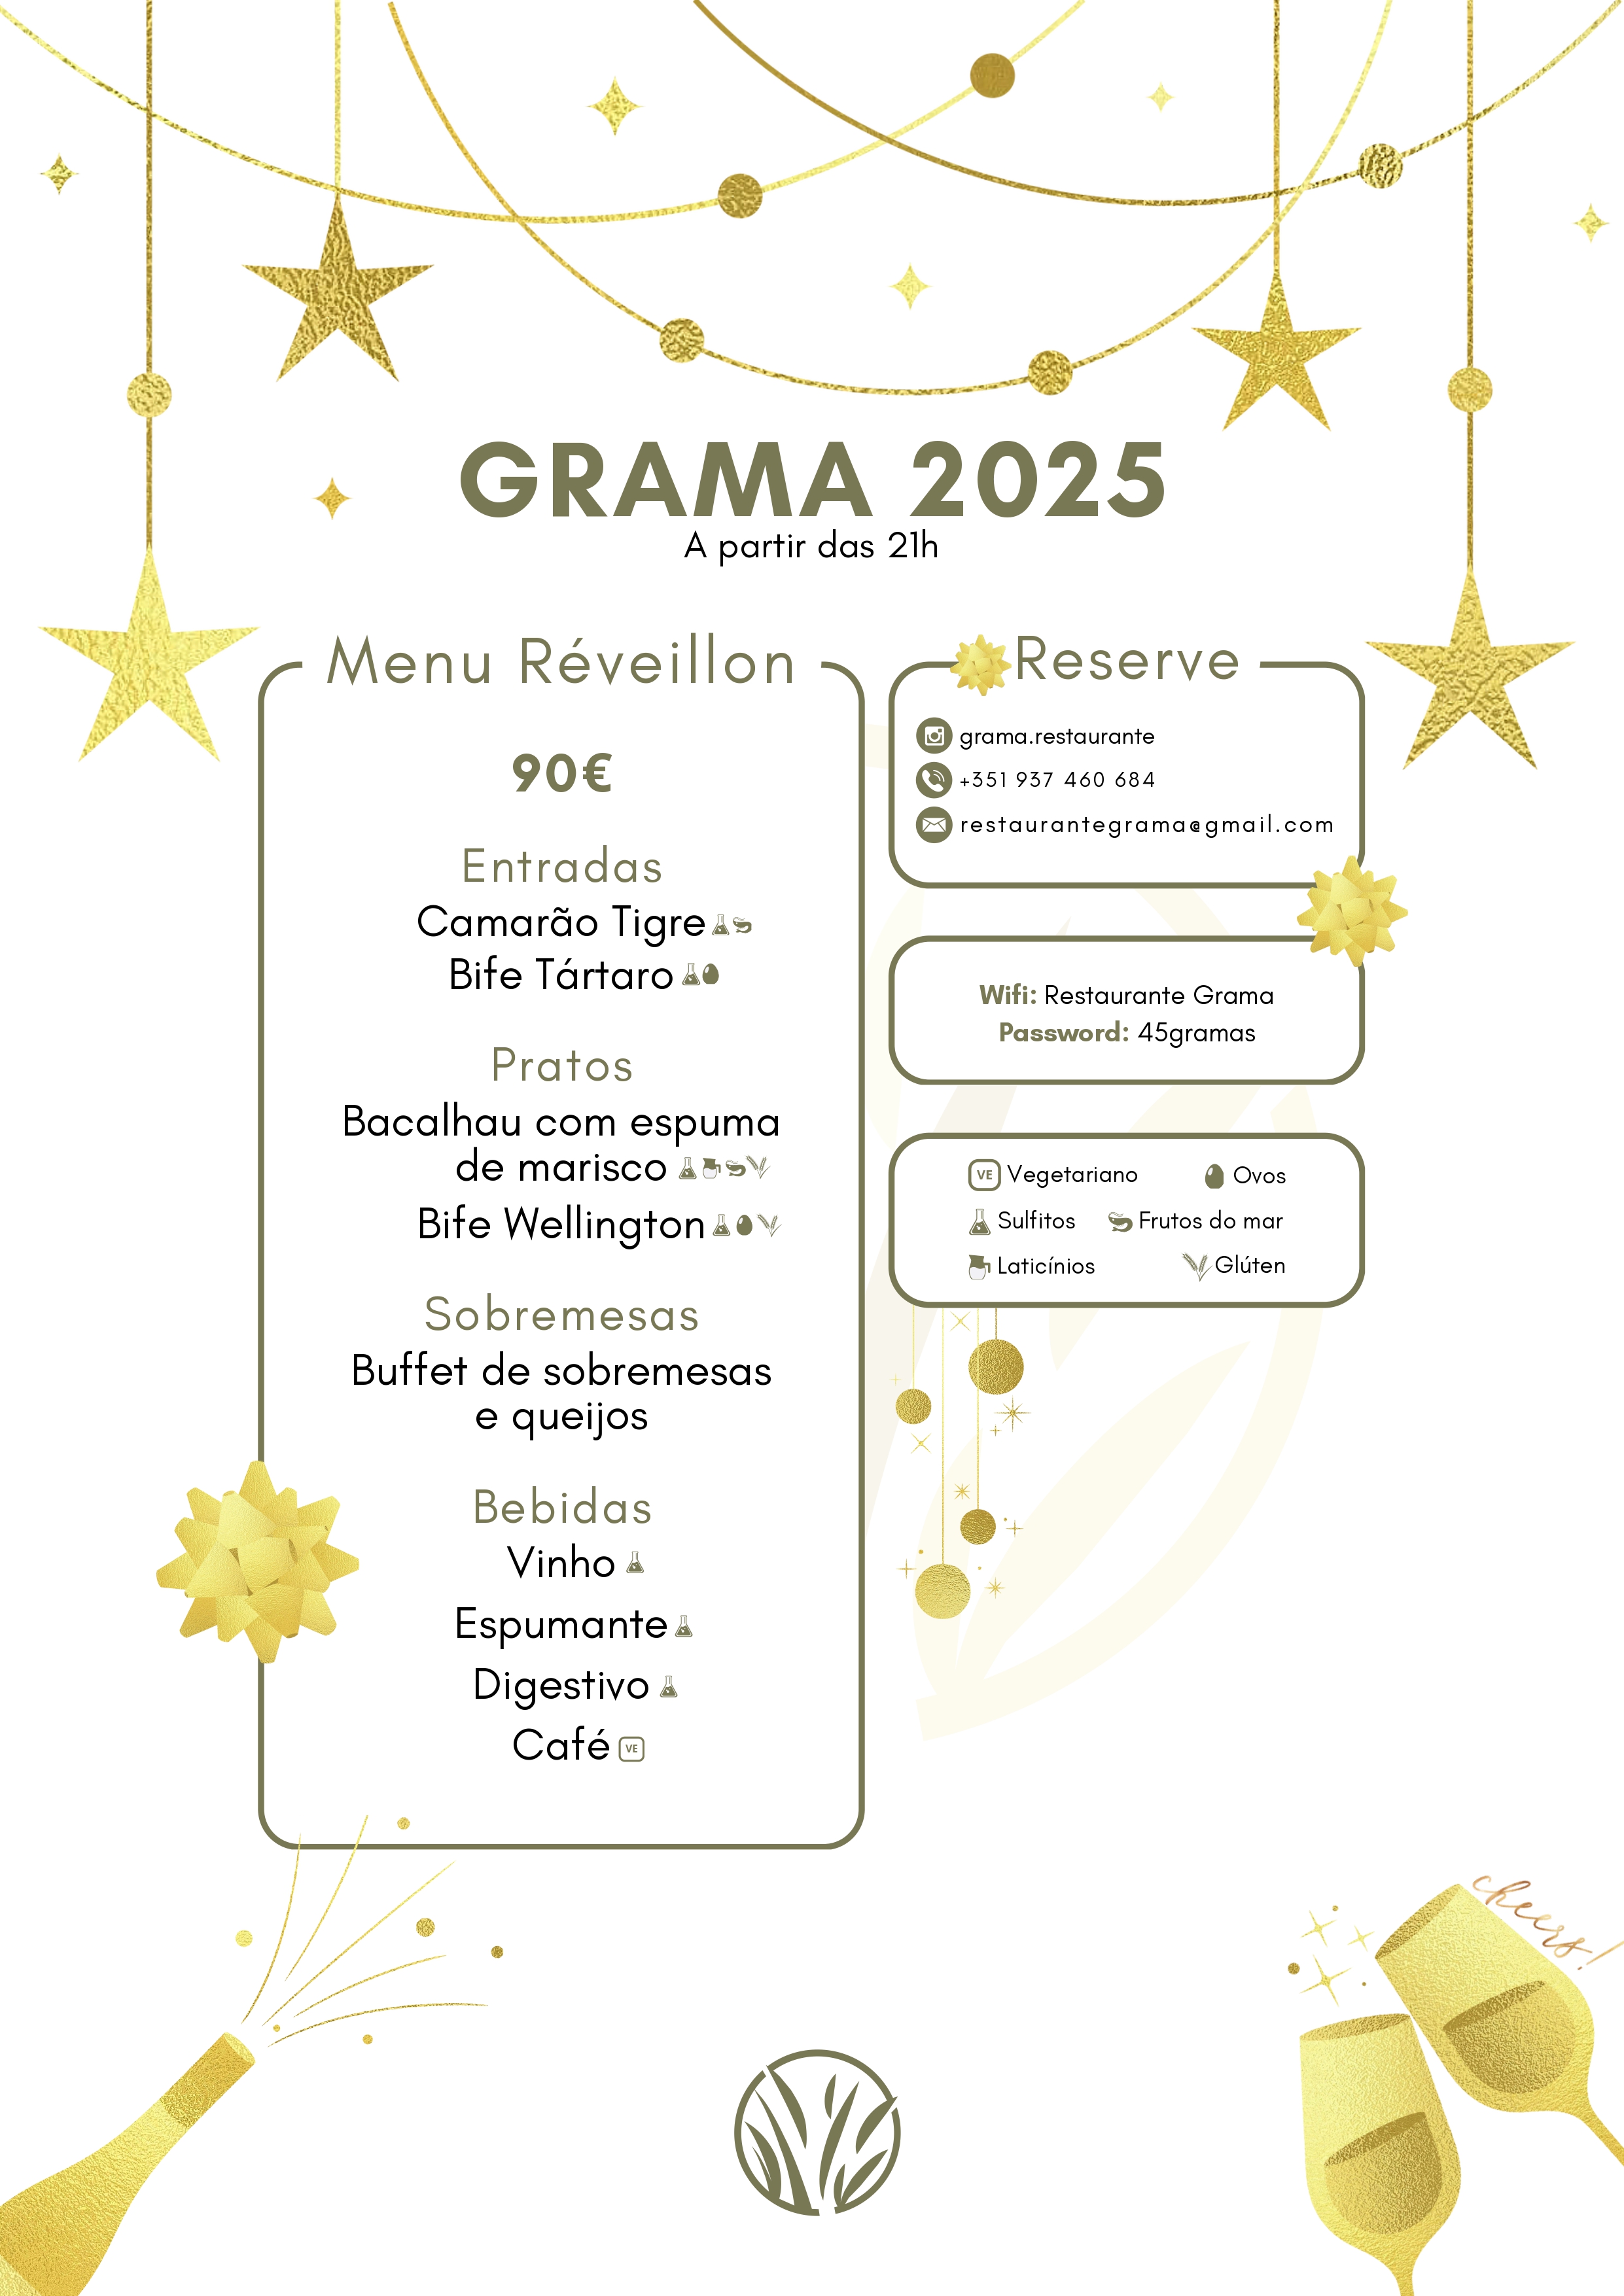 GRAMA 2025
A partir das 21h
Menu Réveillon
90€
Entradas
Camarão Tigre
Bife Tártaro
Pratos
Bacalhau com espuma
de marisco
Bife Wellington
Sobremesas
Buffet de sobremesas
e queijos
Bebidas
Vinho
Espumante
Digestivo
Café VE
Reserve
grama.restaurante
+351 937 460 684
restaurantegrama@gmail.com
Wifi: Restaurante Grama
Password: 45gramas
VE Vegetariano Ovos
Sulfitos Frutos do mar
Laticínios Glúten
cheers!